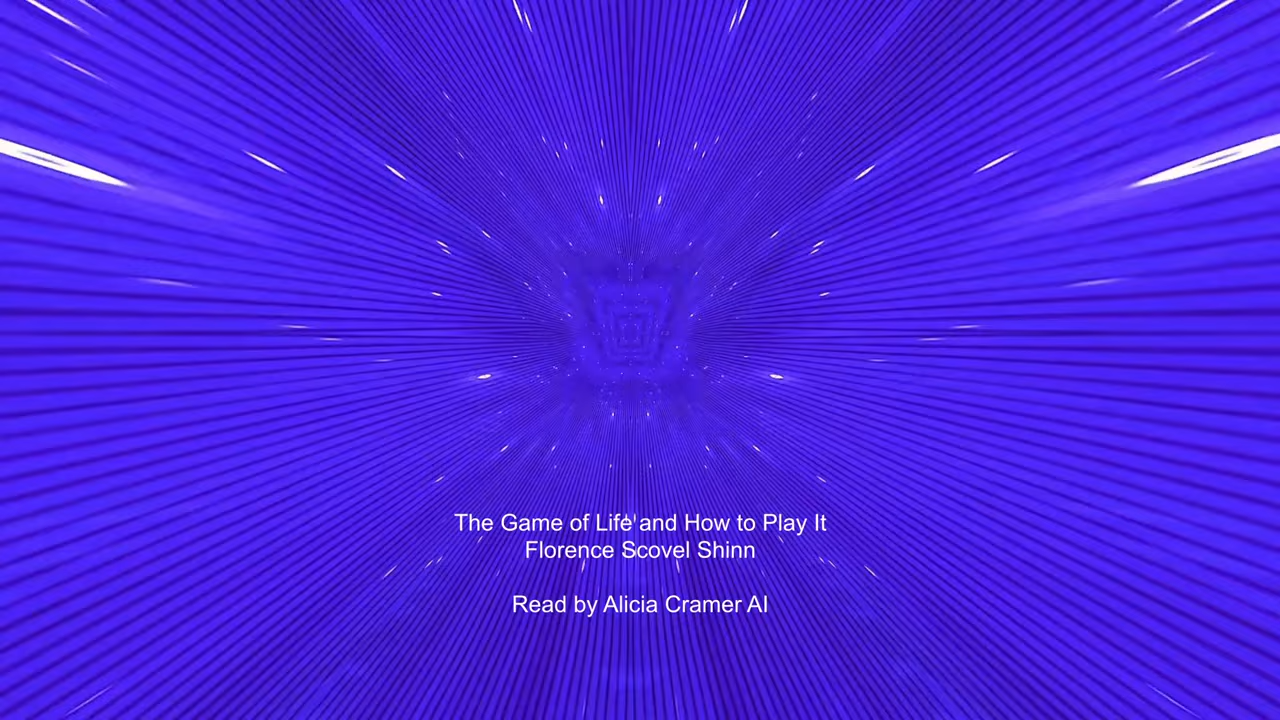 The Game of Life and How to Play It
Florence Scovel Shinn
Read by Alicia Cramer AI